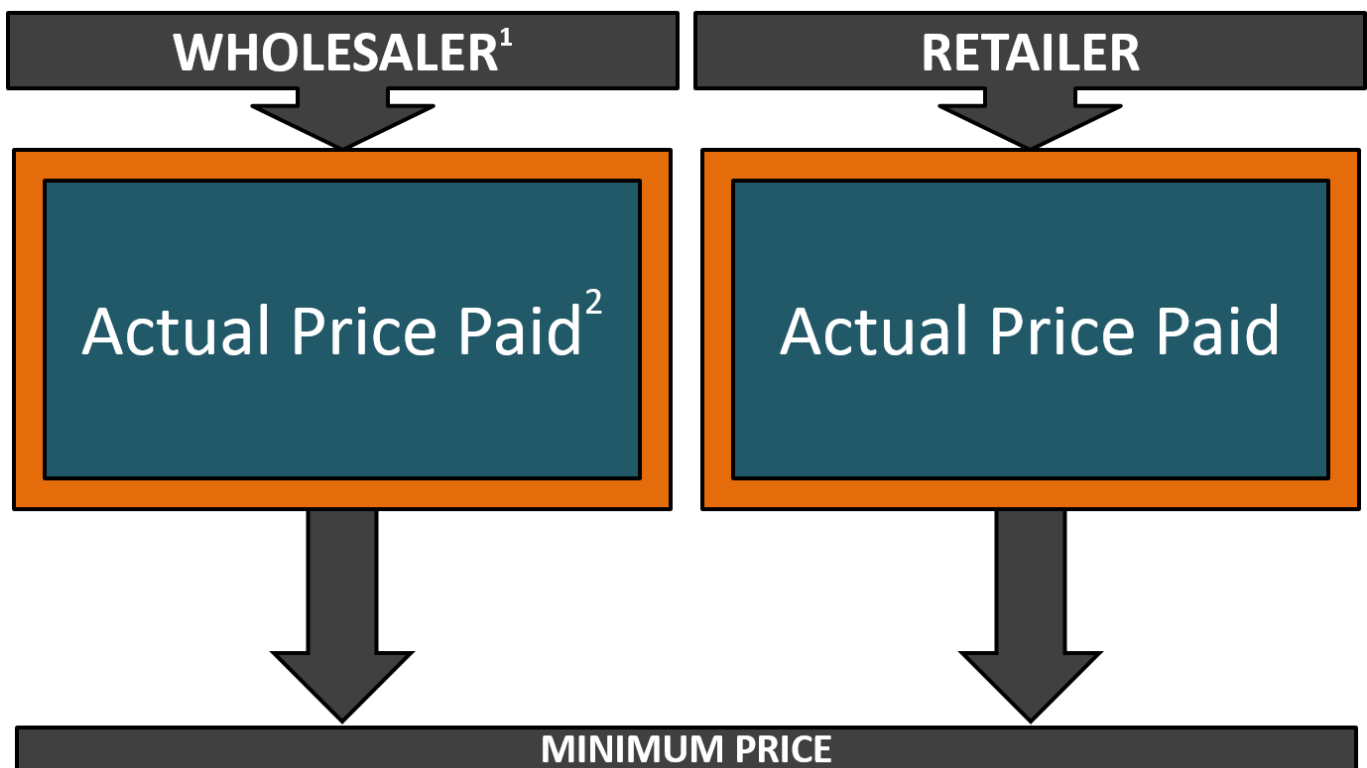 WHOLESALER¹
RETAILER
Actual Price Paid²
Actual Price Paid
MINIMUM PRICE